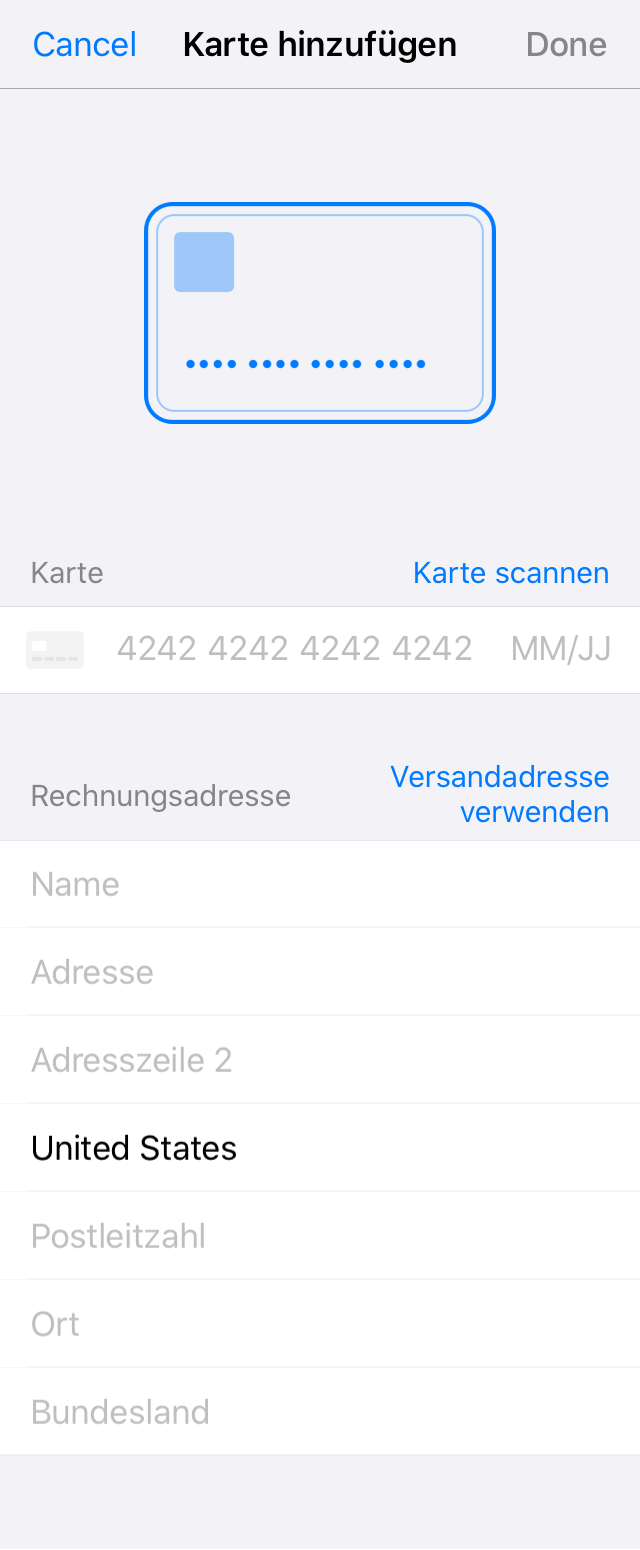 Cancel Karte hinzufügen Done
•••• •••• •••• ••••
Karte Karte scannen
4242 4242 4242 4242 MM/JJ
Rechnungsadresse
Versandadresse
verwenden
Name
Adresse
Adresszeile 2
United States
Postleitzahl
Ort
Bundesland